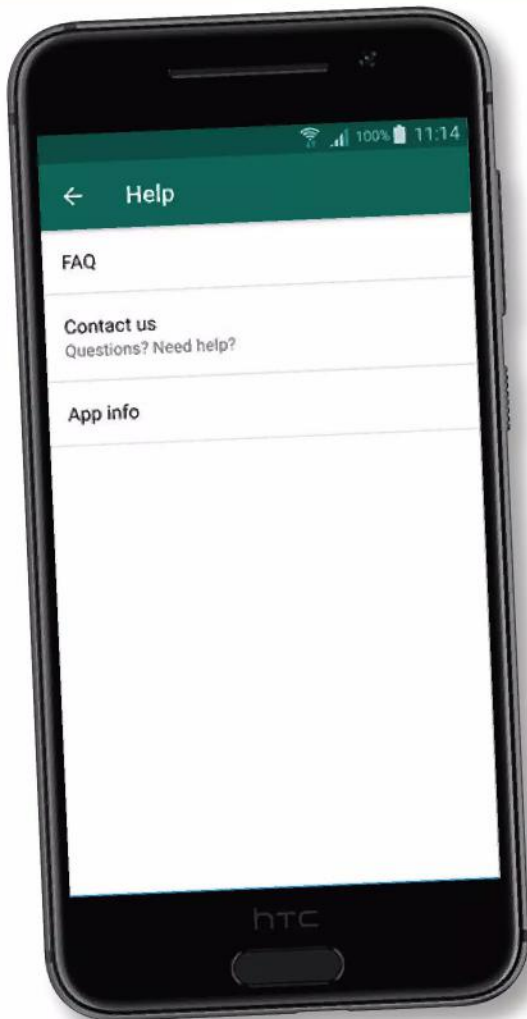 100% 11:14
Help
FAQ
Contact us
Questions? Need help?
App info
hTC